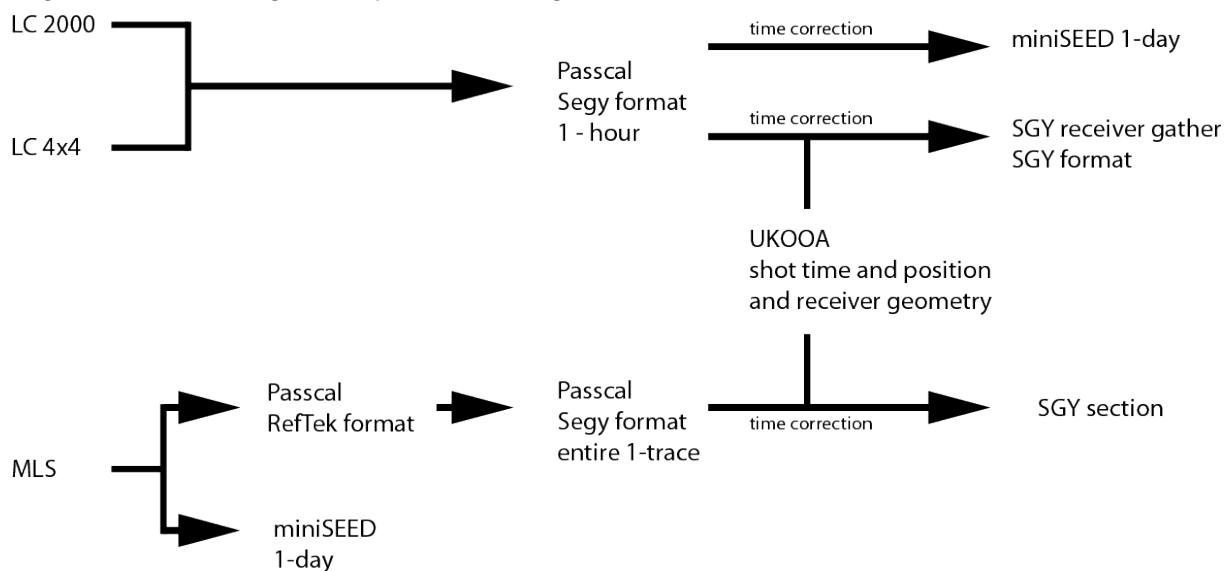 LC 2000
LC 4x4
Passcal
Segy format
1 - hour
time correction
miniSEED 1-day
time correction
SGY receiver gather
SGY format
UKOOA
shot time and position
and receiver geometry
MLS
Passcal
RefTek format
miniSEED
1-day
Passcal
Segy format
entire 1-trace
time correction
SGY section